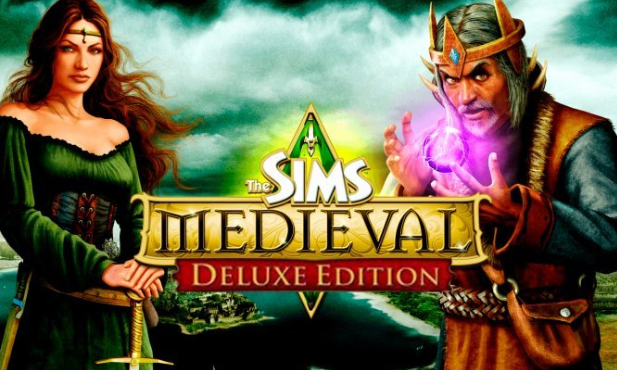 The SIMS
MEDIEVAL
DELUXE EDITION